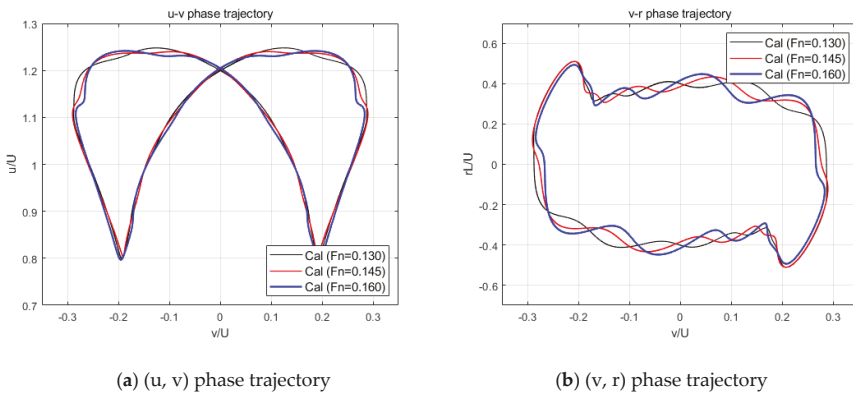 u-v phase trajectory
1.3
1.2
1.1
1
0.9
0.8
0.7
u/U
-0.3 -0.2 -0.1 0 0.1 0.2 0.3
v/U
Cal (Fn=0.130)
Cal (Fn=0.145)
Cal (Fn=0.160)
(a) (u, v) phase trajectory
v-r phase trajectory
0.6
0.4
0.2
0
-0.2
-0.4
-0.6
rL/U
-0.3 -0.2 -0.1 0 0.1 0.2 0.3
v/U
Cal (Fn=0.130)
Cal (Fn=0.145)
Cal (Fn=0.160)
(b) (v, r) phase trajectory